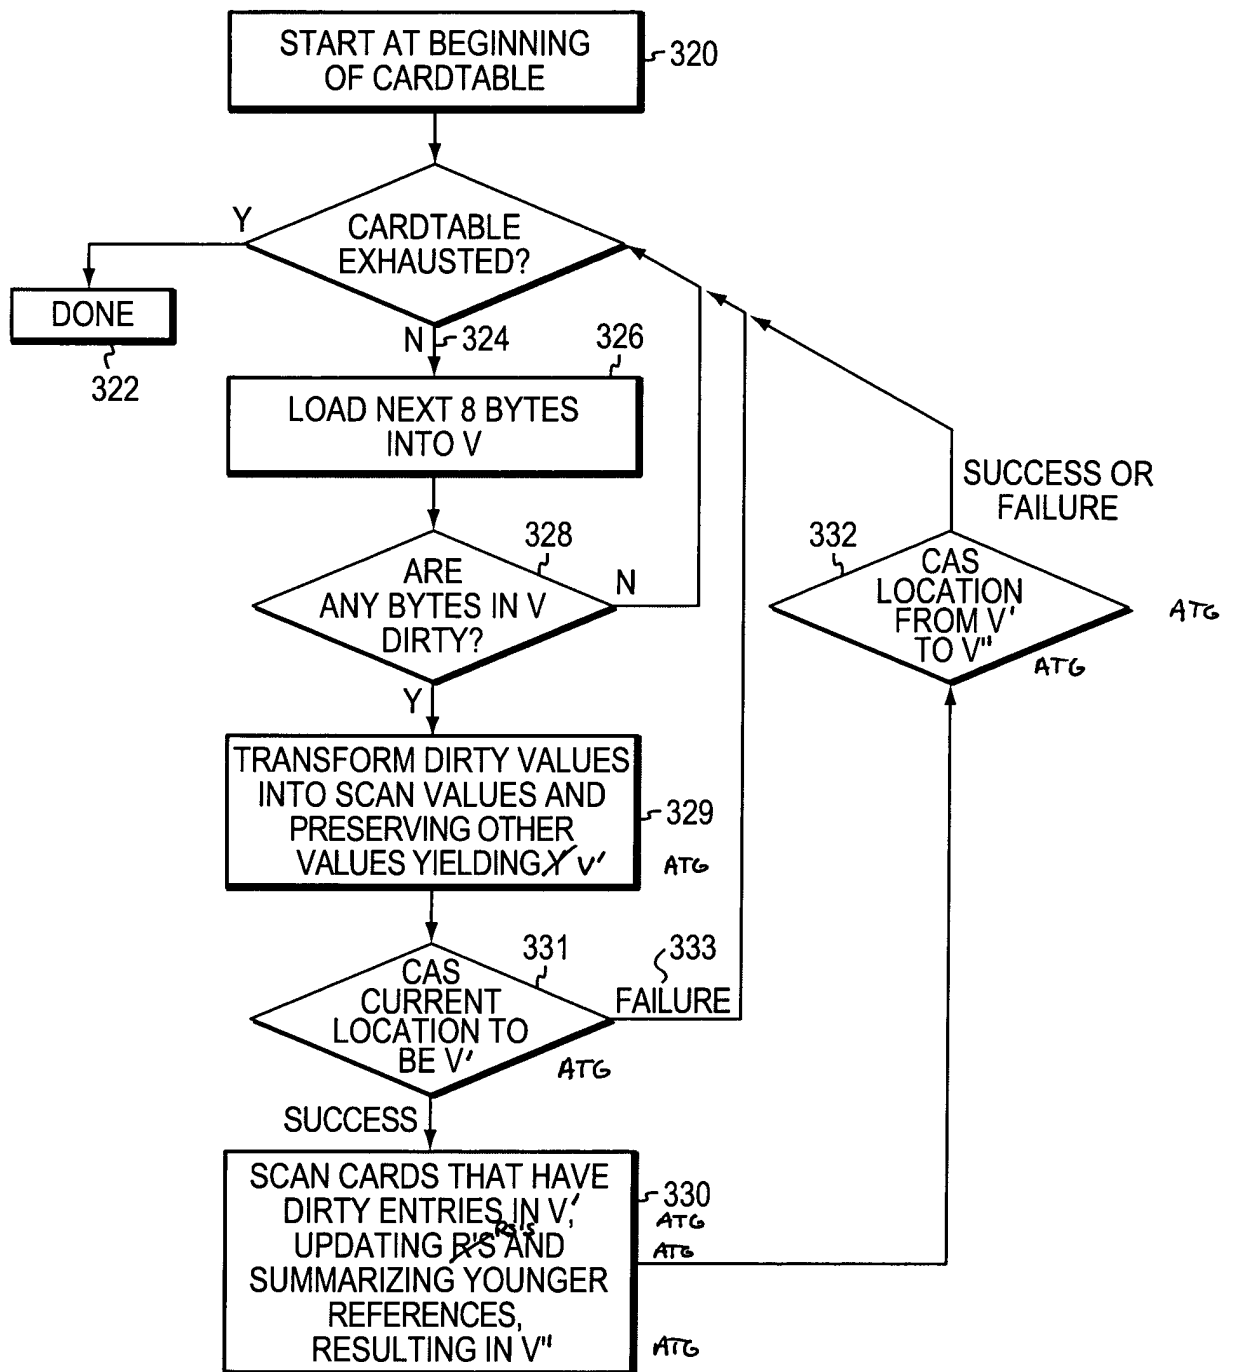 START AT BEGINNING
OF CARDTABLE
320
CARDTABLE
EXHAUSTED?
Y
DONE
322
N
324
326
LOAD NEXT 8 BYTES
INTO V
328
ARE
ANY BYTES IN V
DIRTY?
N
Y
SUCCESS OR
FAILURE
332
CAS
LOCATION
FROM V'
TO V"
ATG
ATG
TRANSFORM DIRTY VALUES
INTO SCAN VALUES AND
PRESERVING OTHER
VALUES YIELDING V'
329
ATG
331
CAS
CURRENT
LOCATION TO
BE V'
ATG
333
FAILURE
SUCCESS
SCAN CARDS THAT HAVE
DIRTY ENTRIES IN V,'
UPDATING R'S RS'S AND
SUMMARIZING YOUNGER
REFERENCES,
RESULTING IN V"
330
ATG
ATG
ATG